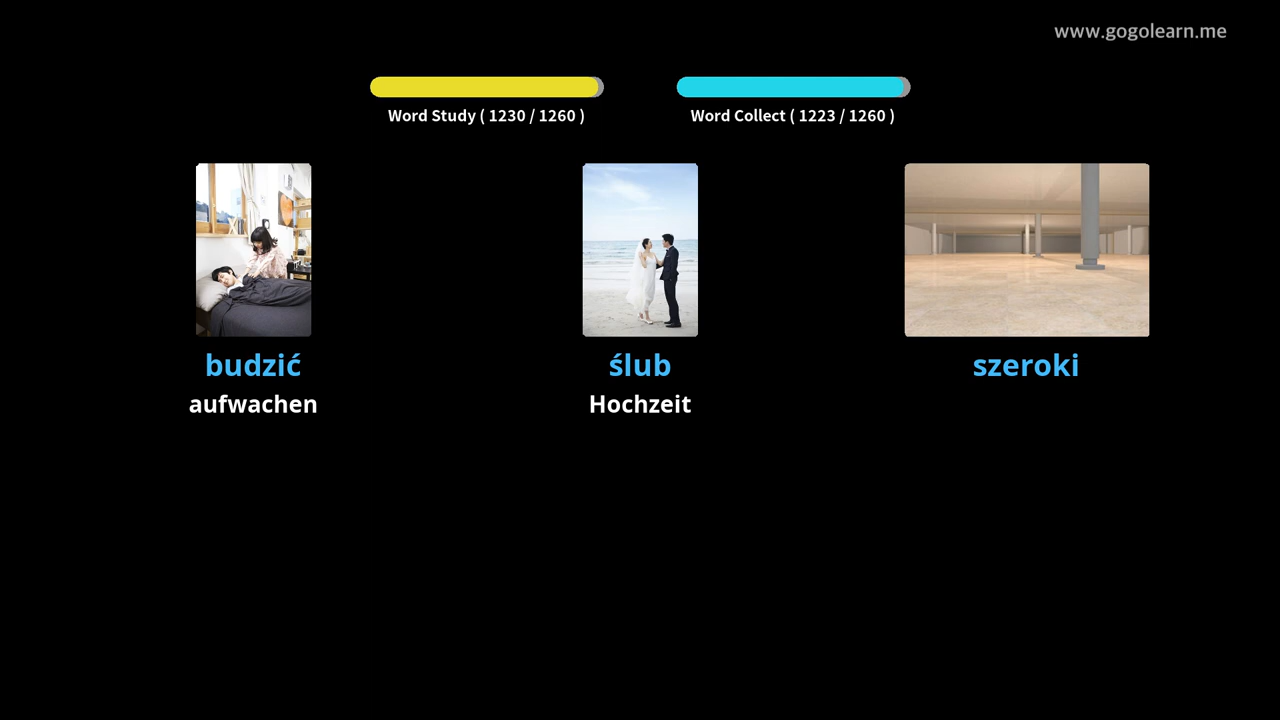 www.gogolearn.me
Word Study ( 1230 / 1260 )
Word Collect ( 1223 / 1260 )
budzić
ślub
szeroki
aufwachen
Hochzeit